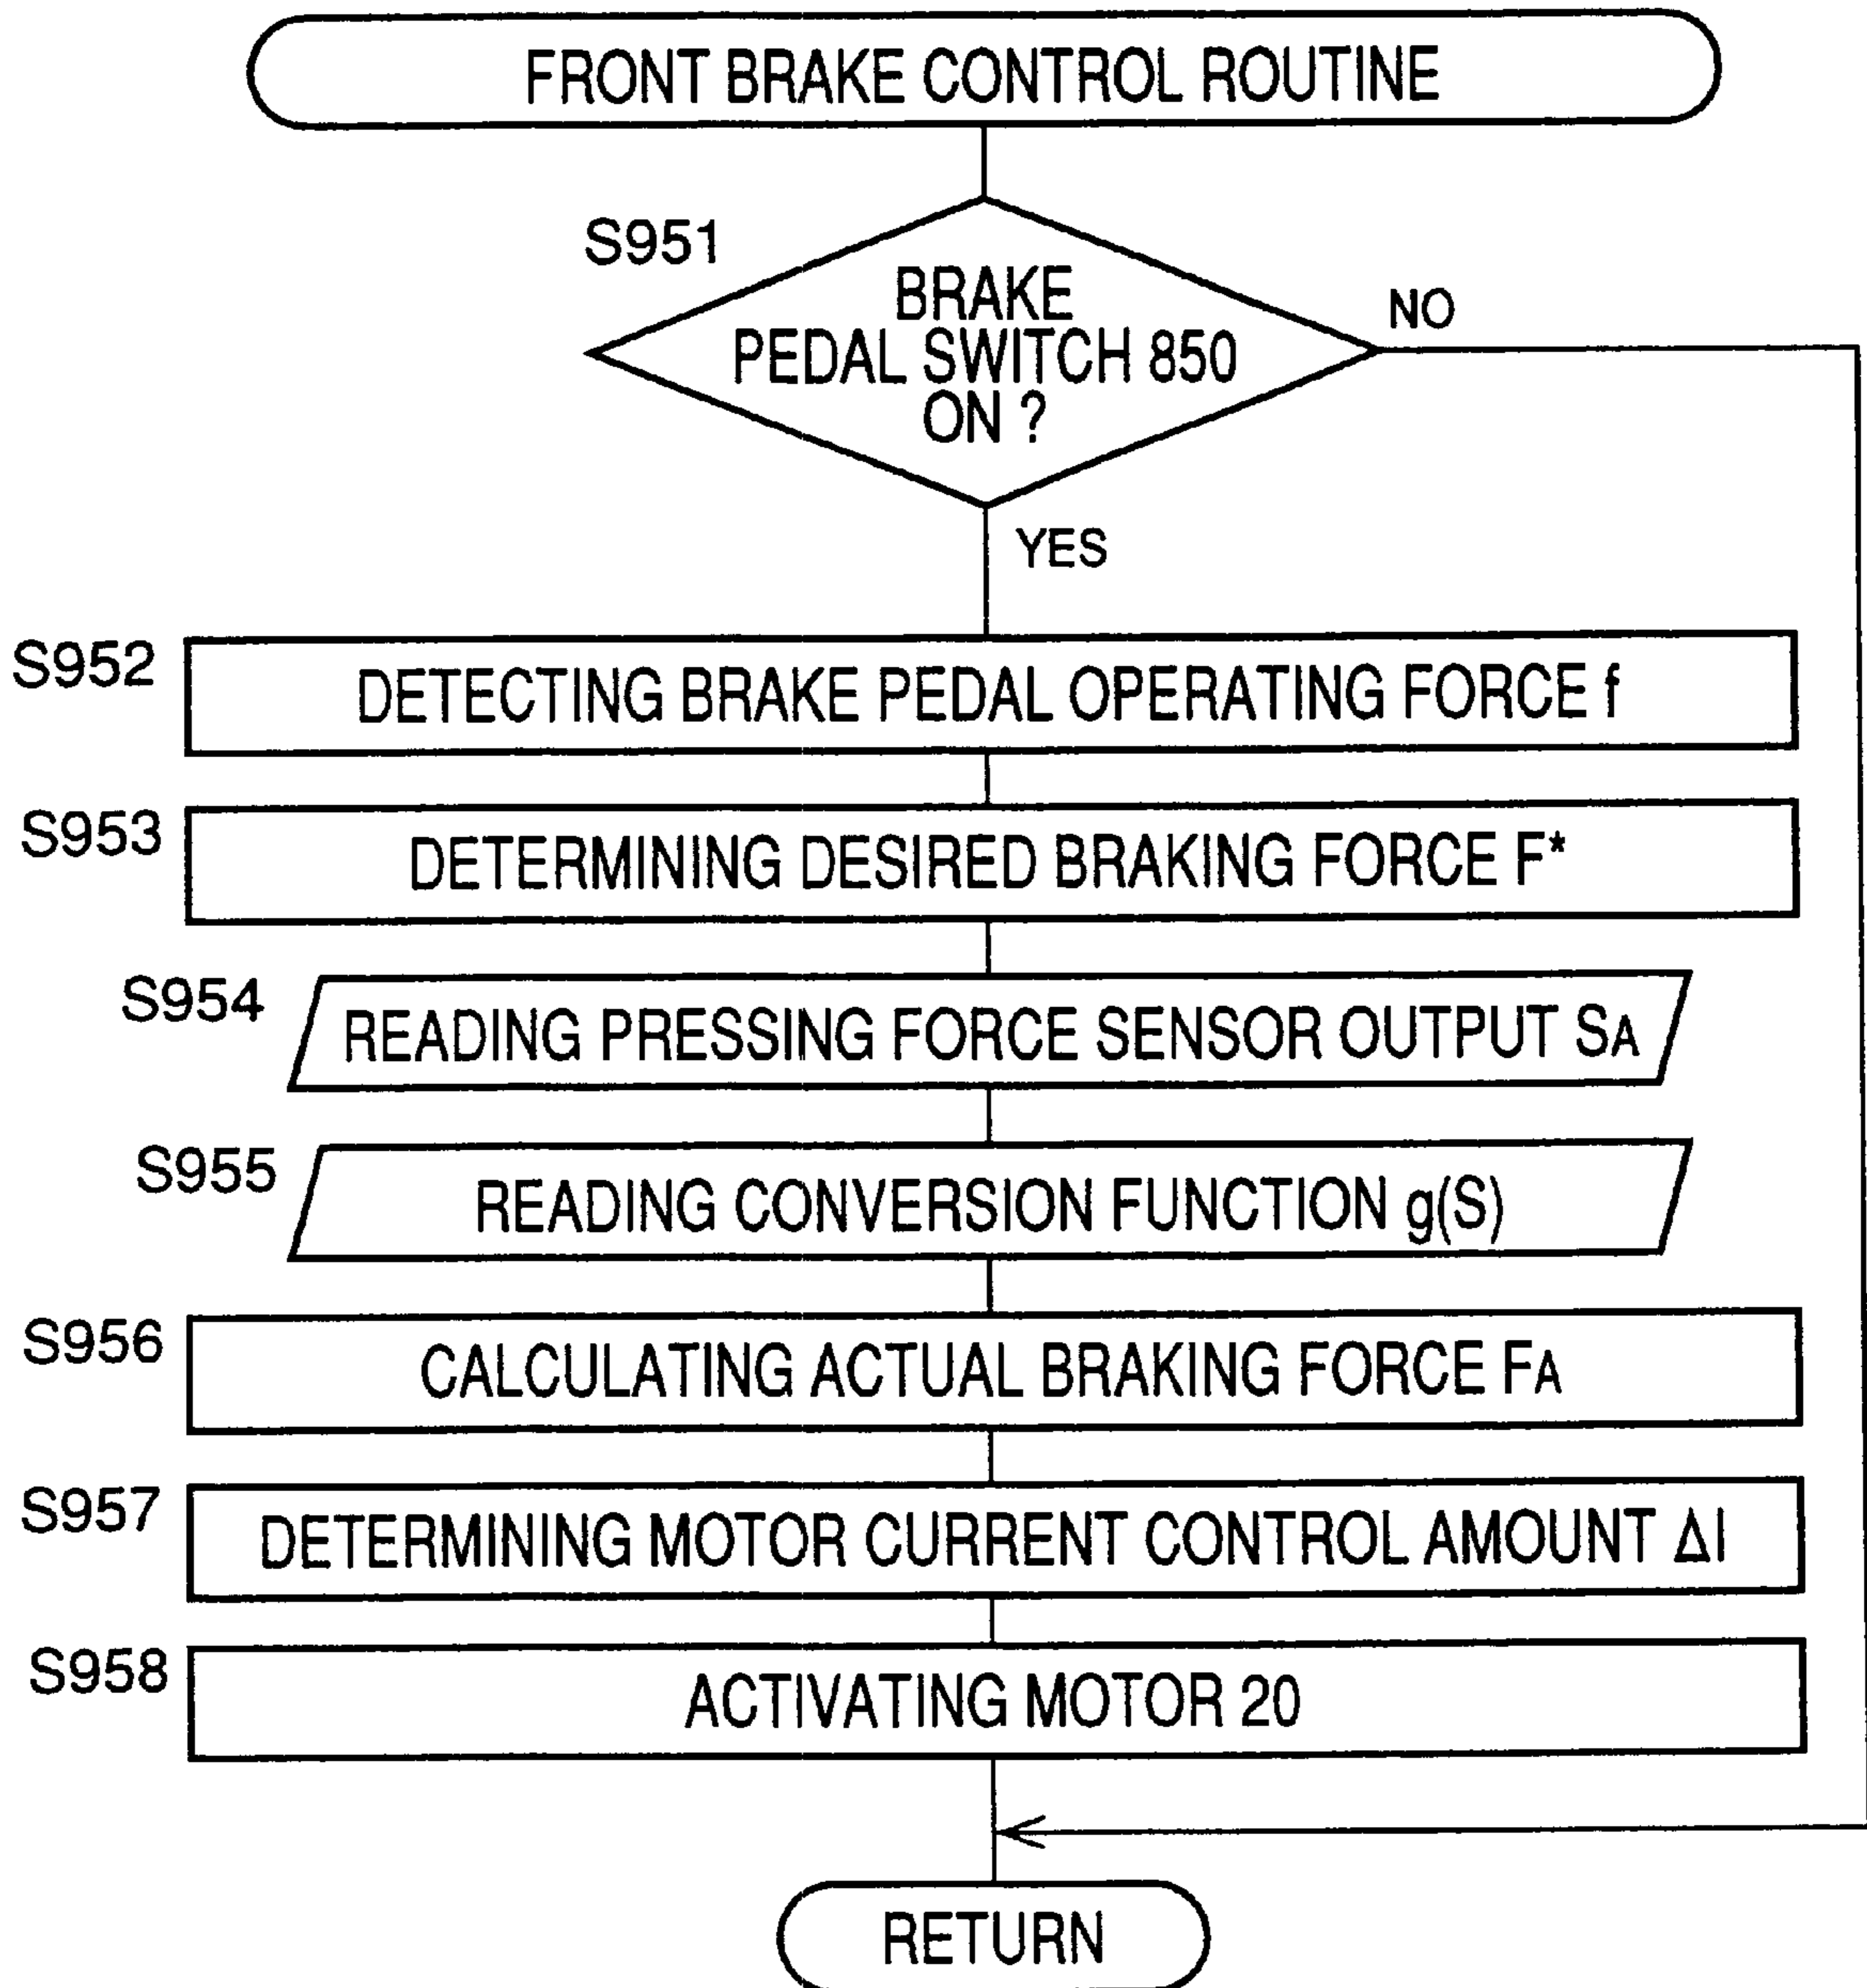 FRONT BRAKE CONTROL ROUTINE
S951
BRAKE
PEDAL SWITCH 850
ON ?
NO
YES
S952
DETECTING BRAKE PEDAL OPERATING FORCE f
S953
DETERMINING DESIRED BRAKING FORCE F*
S954
READING PRESSING FORCE SENSOR OUTPUT SA
S955
READING CONVERSION FUNCTION g(S)
S956
CALCULATING ACTUAL BRAKING FORCE FA
S957
DETERMINING MOTOR CURRENT CONTROL AMOUNT ΔI
S958
ACTIVATING MOTOR 20
RETURN